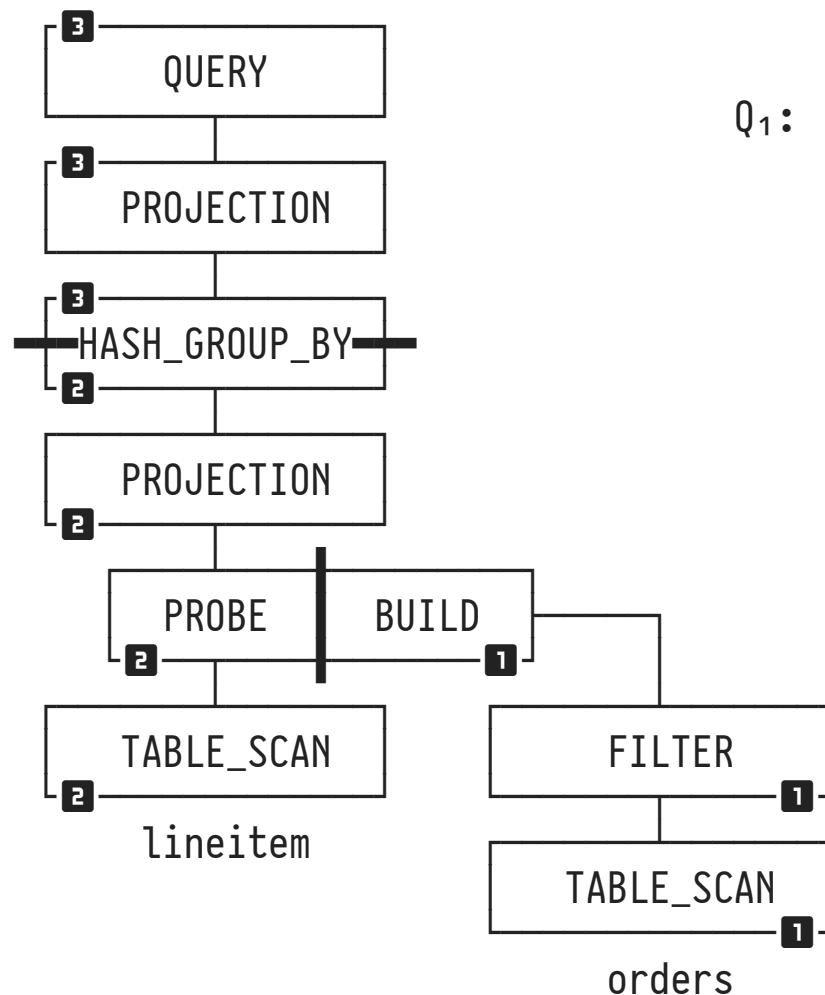 3
QUERY
Q₁:
3
PROJECTION
3
HASH_GROUP_BY
2
PROJECTION
2
PROBE BUILD
2 1
TABLE_SCAN FILTER
2 1
lineitem
TABLE_SCAN
1
orders